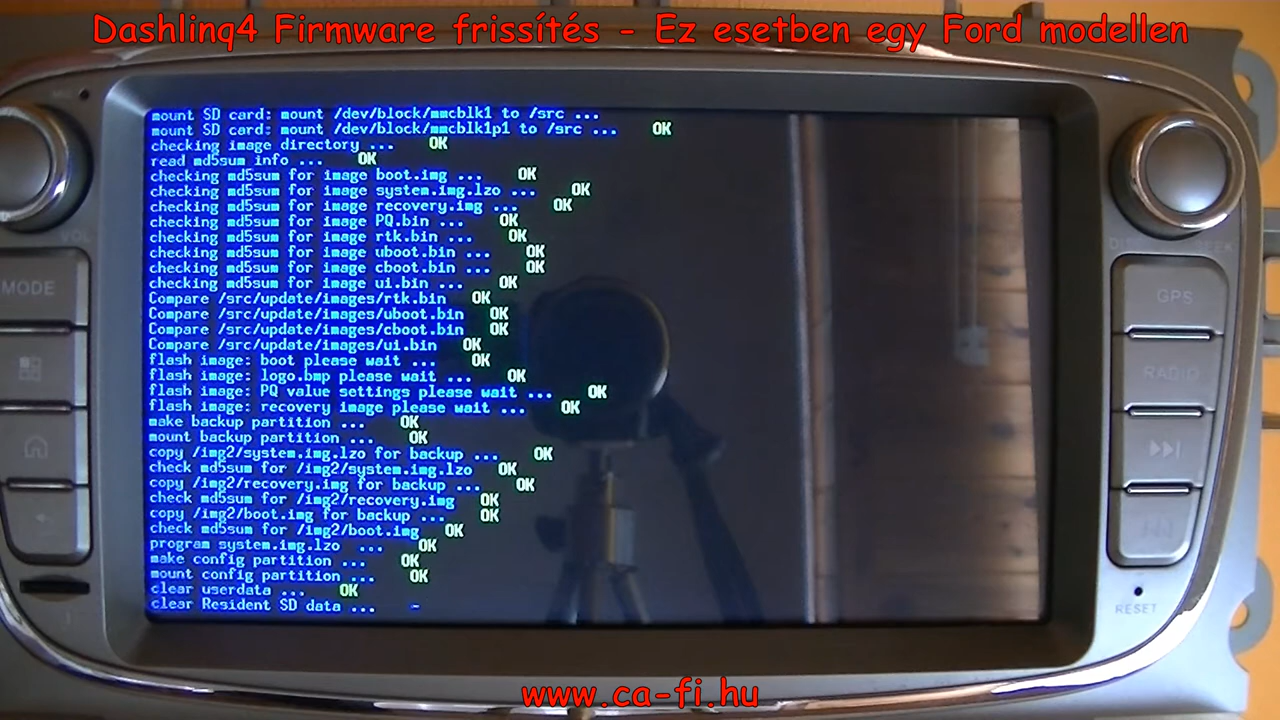 Dashlinq4 Firmware frissítés - Ez esetben egy Ford modellen
mount SD card: mount /dev/block/mmcblk1 to /src ...
mount SD card: mount /dev/block/mmcblk1p1 to /src ... OK
checking image directory ... OK
read md5sum info ... OK
checking md5sum for image boot.img ... OK
checking md5sum for image system.img.lzo ... OK
checking md5sum for image recovery.img ... OK
checking md5sum for image PQ.bin ... OK
checking md5sum for image rtk.bin ... OK
checking md5sum for image uboot.bin ... OK
checking md5sum for image cboot.bin ... OK
checking md5sum for image ui.bin ... OK
Compare /src/update/images/rtk.bin OK
Compare /src/update/images/uboot.bin OK
Compare /src/update/images/cboot.bin OK
Compare /src/update/images/ui.bin OK
flash image: boot please wait ... OK
flash image: logo.bmp please wait ... OK
flash image: PQ value settings please wait ... OK
flash image: recovery image please wait ... OK
make backup partition ... OK
mount backup partition ... OK
copy /img2/system.img.lzo for backup ... OK
check md5sum for /img2/system.img.lzo OK
copy /img2/recovery.img for backup ... OK
check md5sum for /img2/recovery.img OK
copy /img2/boot.img for backup ... OK
check md5sum for /img2/boot.img OK
program system.img.lzo ... OK
make config partition ... OK
mount config partition ... OK
clear userdata ... OK
clear Resident SD data ... -
VOL
MODE
GPS
RADIO
RESET
www.ca-fi.hu